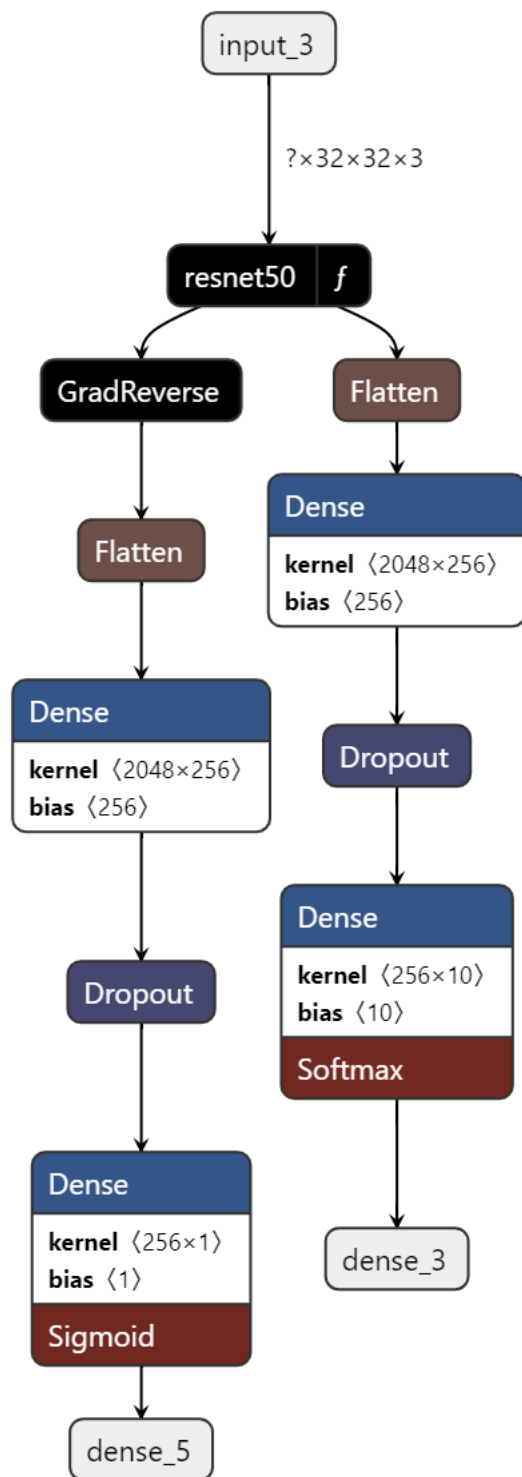 input_3
?×32×32×3
resnet50 ƒ
GradReverse
Flatten
Dense
kernel 〈2048×256〉
bias 〈256〉
Dropout
Dense
kernel 〈256×1〉
bias 〈1〉
Sigmoid
dense_5
Flatten
Dense
kernel 〈2048×256〉
bias 〈256〉
Dropout
Dense
kernel 〈256×10〉
bias 〈10〉
Softmax
dense_3